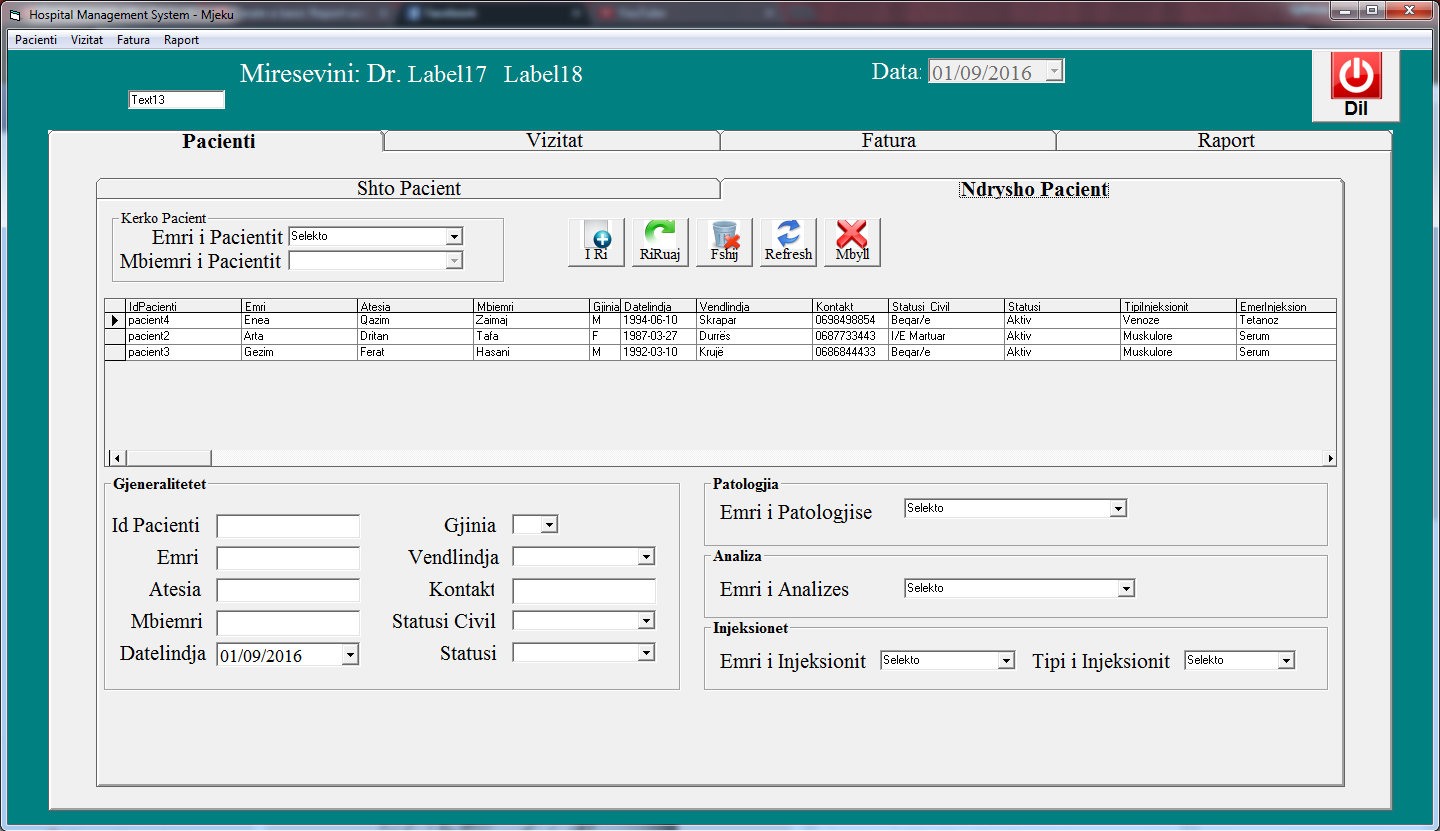 Hospital Management System - Mjeku
Pacienti Vizitat Fatura Raport
Miresevini: Dr. Label17 Label18
Data: 01/09/2016
Dil
Text13
Pacienti Vizitat Fatura Raport
Shto Pacient Ndrysho Pacient
Kerko Pacient
Emri i Pacientit Selekto
Mbiemri i Pacientit
I Ri RiRuaj Fshij Refresh Mbyll
IdPacienti Emri Atesia Mbiemri Gjinia Datelindja Vendlindja Kontakt Statusi Civil Statusi TipiInjeksionit EmerInjeksion
pacient4 Enea Qazim Zaimaj M 1994-06-10 Skrapar 0698498854 Beqar/e Aktiv Venoze Tetanoz
pacient2 Arta Dritan Tafa F 1987-03-27 Durrës 0687733443 I/E Martuar Aktiv Muskulore Serum
pacient3 Gezim Ferat Hasani M 1992-03-10 Krujë 0686844433 Beqar/e Aktiv Muskulore Serum
Gjeneralitetet
Id Pacienti Gjinia
Emri Vendlindja
Atesia Kontakt
Mbiemri Statusi Civil
Datelindja 01/09/2016 Statusi
Patologjia
Emri i Patologjise Selekto
Analiza
Emri i Analizes Selekto
Injeksionet
Emri i Injeksionit Selekto Tipi i Injeksionit Selekto